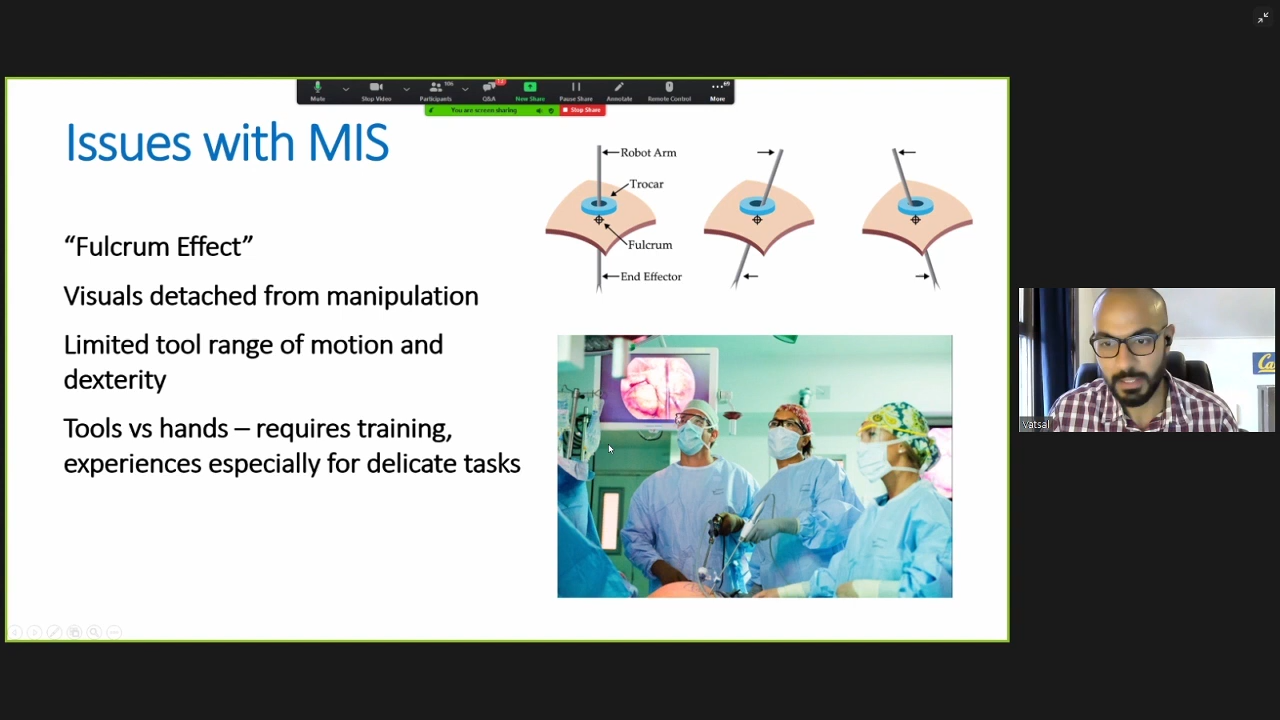 Mute
Stop Video
Participants
106
Q&A
New Share
Pause Share
Annotate
Remote Control
More
You are screen sharing
Stop Share
Issues with MIS
Robot Arm
Trocar
Fulcrum
End Effector
“Fulcrum Effect”
Visuals detached from manipulation
Limited tool range of motion and
dexterity
Tools vs hands – requires training,
experiences especially for delicate tasks
Vatsal